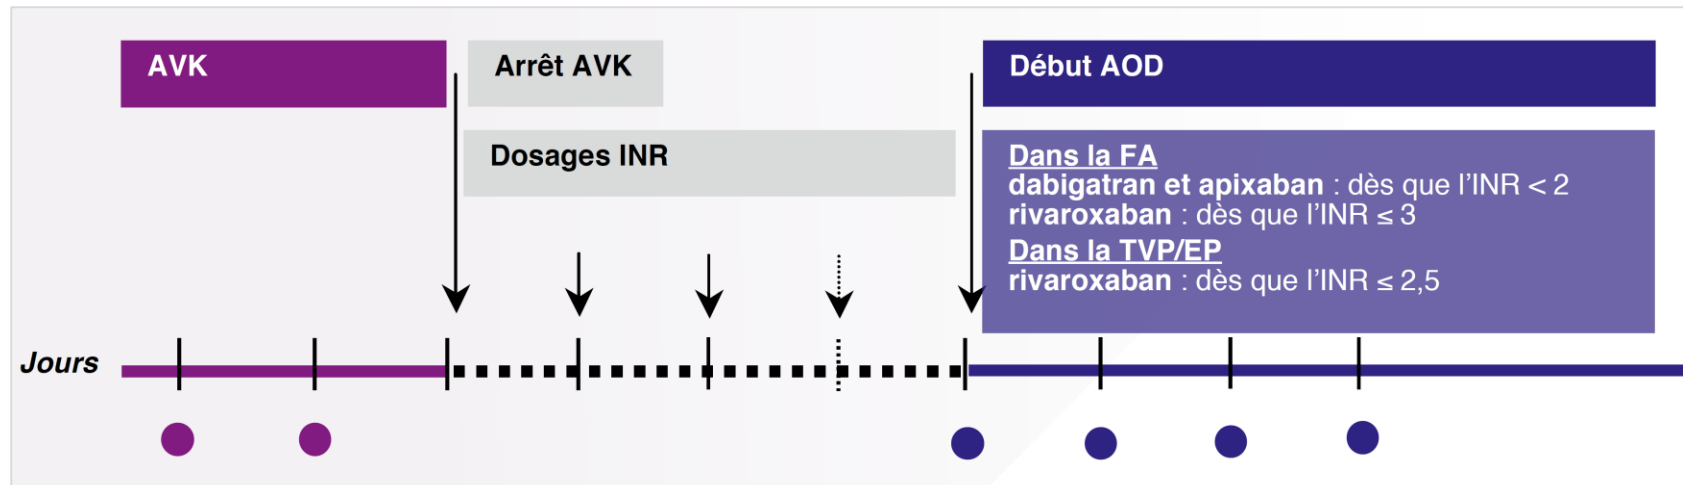 AVK
Arrêt AVK
Début AOD
Dosages INR
Dans la FA
dabigatran et apixaban : dès que l'INR < 2
rivaroxaban : dès que l'INR ≤ 3
Dans la TVP/EP
rivaroxaban : dès que l'INR ≤ 2,5
Jours